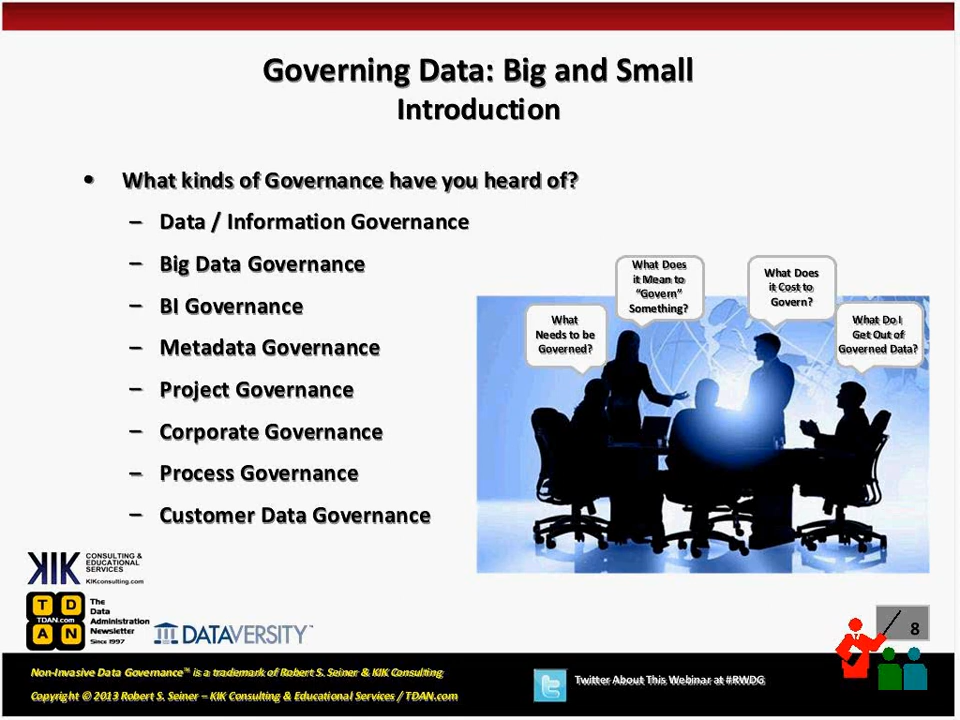 Governing Data: Big and Small
Introduction
• What kinds of Governance have you heard of?
– Data / Information Governance
– Big Data Governance
– BI Governance
– Metadata Governance
– Project Governance
– Corporate Governance
– Process Governance
– Customer Data Governance
What
Needs to be
Governed?
What Does
it Mean to
“Govern”
Something?
What Does
it Cost to
Govern?
What Do I
Get Out of
Governed Data?
KIK
CONSULTING &
EDUCATIONAL
SERVICES
KIKconsulting.com
T D
TDAN.com
A N
The
Data
Administration
Newsletter
Since 1997
DATAVERSITY™
8
Non-Invasive Data Governance™ is a trademark of Robert S. Seiner & KIK Consulting
Copyright © 2013 Robert S. Seiner – KIK Consulting & Educational Services / TDAN.com
Twitter About This Webinar at #RWDG